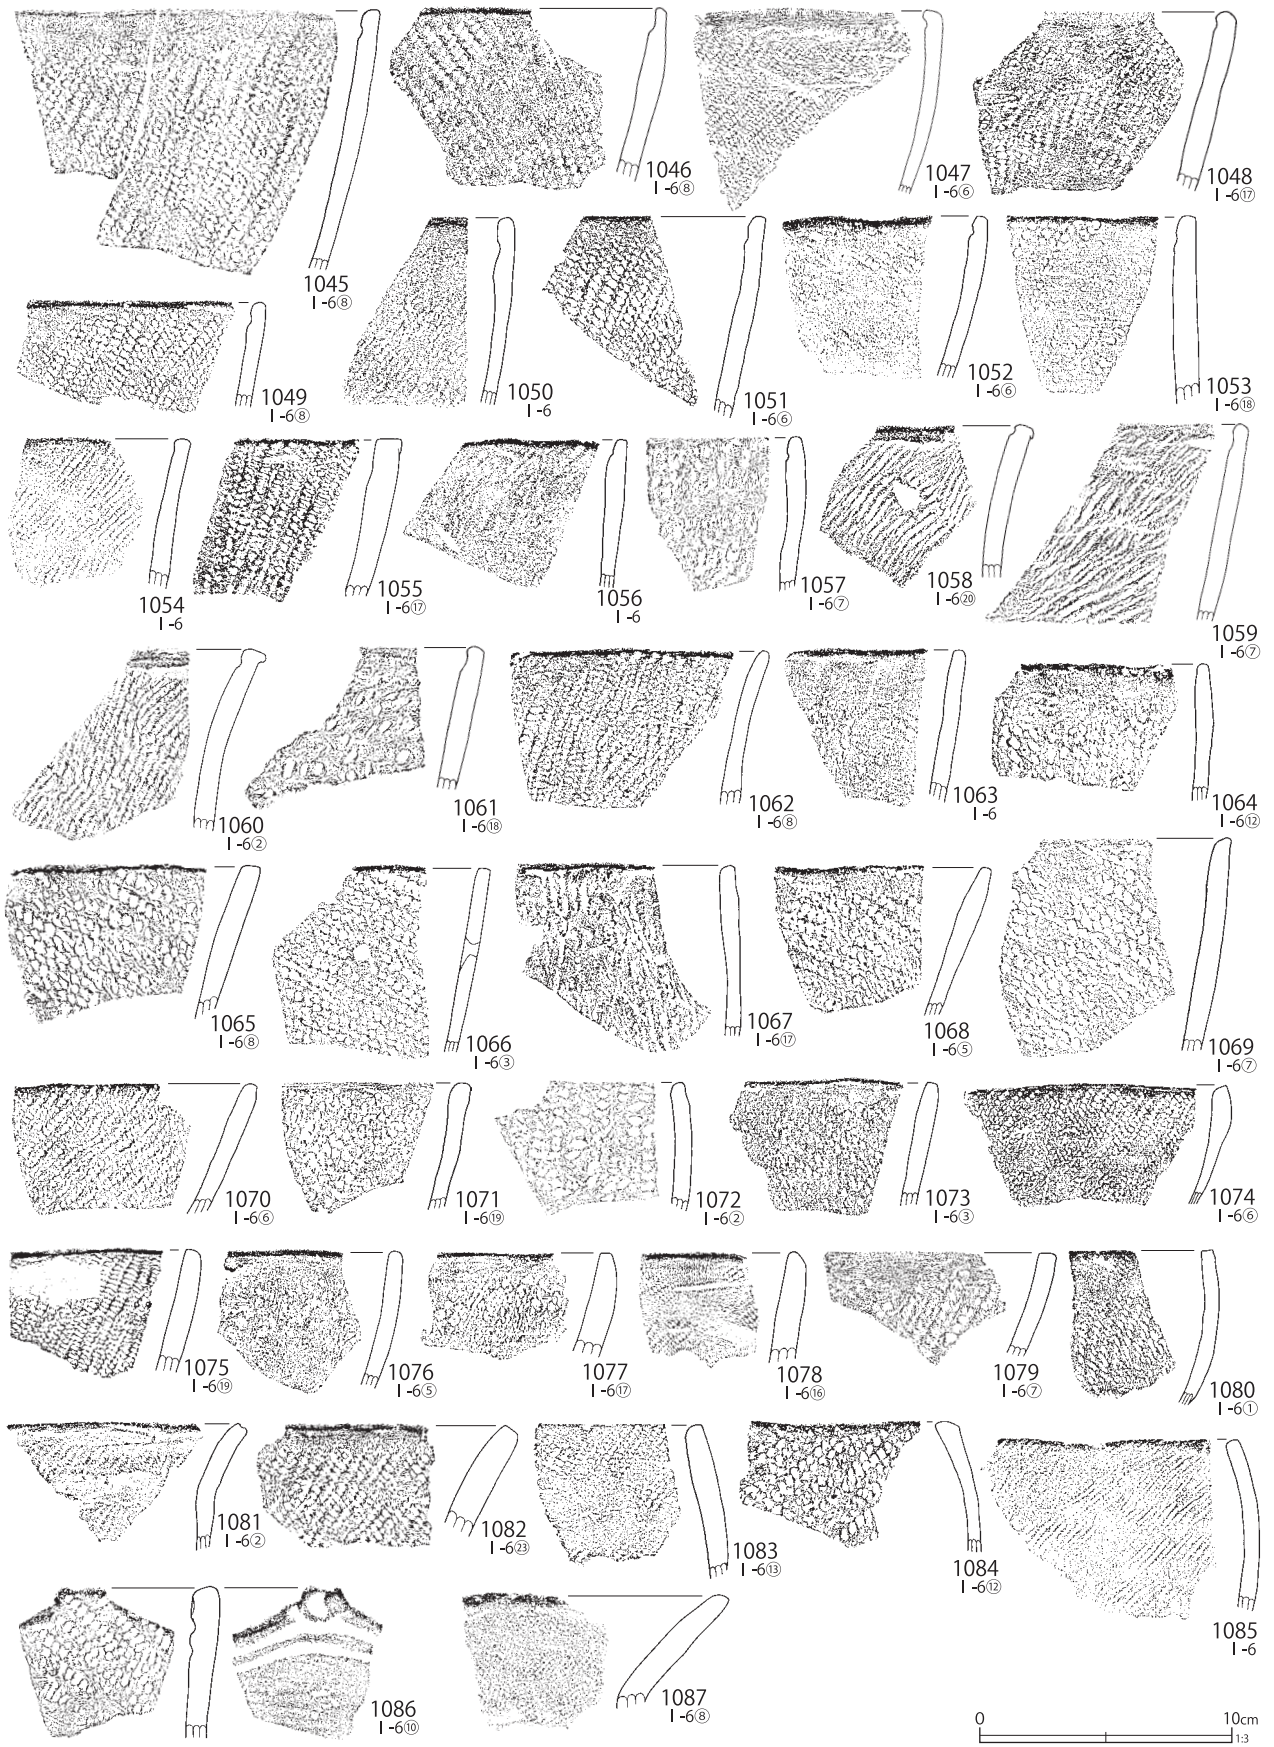 1045
I -6⑧
1046
I -6⑧
1047
I -6⑥
1048
I -6⑰
1049
I -6⑧
1050
I -6
1051
I -6⑥
1052
I -6⑥
1053
I -6⑱
1054
I -6
1055
I -6⑰
1056
I -6
1057
I -6⑦
1058
I -6⑳
1059
I -6⑦
1060
I -6②
1061
I -6⑱
1062
I -6⑧
1063
I -6
1064
I -6⑫
1065
I -6⑧
1066
I -6③
1067
I -6⑰
1068
I -6⑤
1069
I -6⑦
1070
I -6⑥
1071
I -6⑲
1072
I -6②
1073
I -6③
1074
I -6⑥
1075
I -6⑲
1076
I -6⑤
1077
I -6⑰
1078
I -6⑯
1079
I -6⑦
1080
I -6①
1081
I -6②
1082
I -6㉓
1083
I -6⑬
1084
I -6⑫
1085
I -6
1086
I -6⑩
1087
I -6⑧
0 10cm
1:3